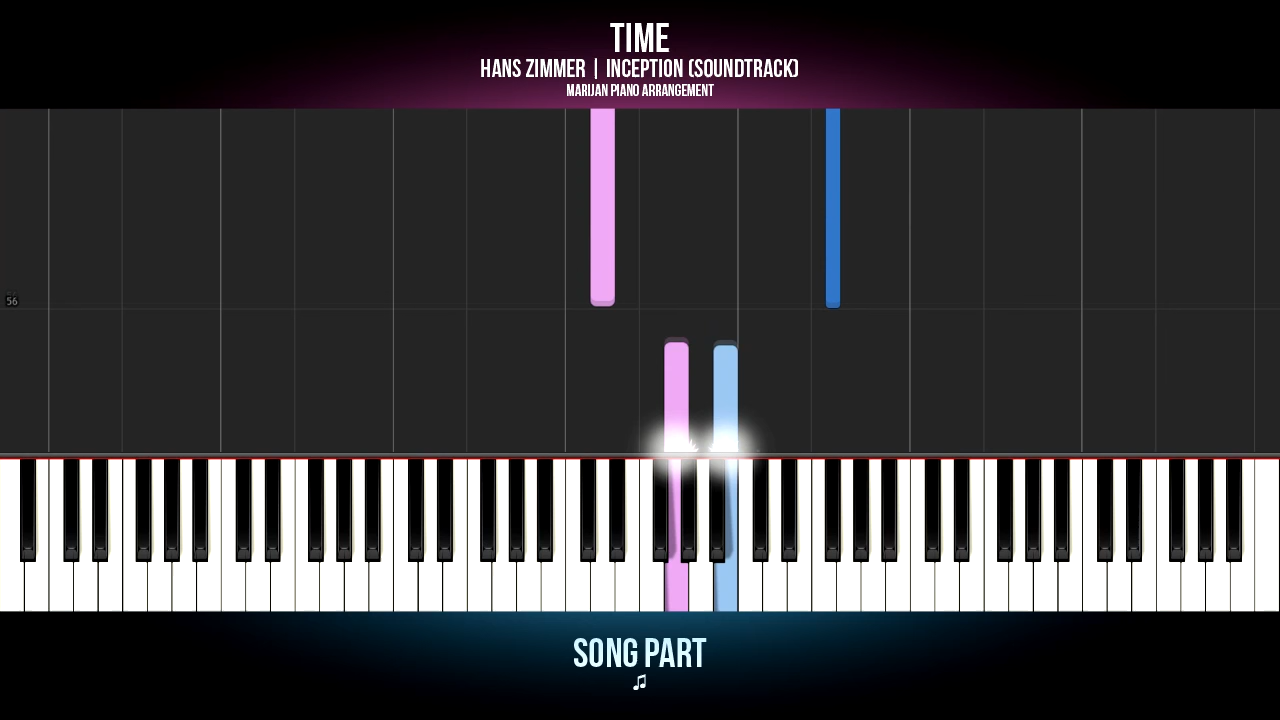 TIME
HANS ZIMMER | INCEPTION (SOUNDTRACK)
MARIJAN PIANO ARRANGEMENT
56
SONG PART
♫